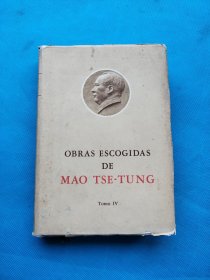 OBRAS ESCOGIDAS
DE
MAO TSE-TUNG
Tomo IV